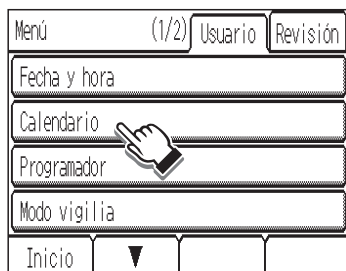 Menú (1/2) Usuario Revisión
Fecha y hora
Calendario
Programador
Modo vigilia
Inicio ▼